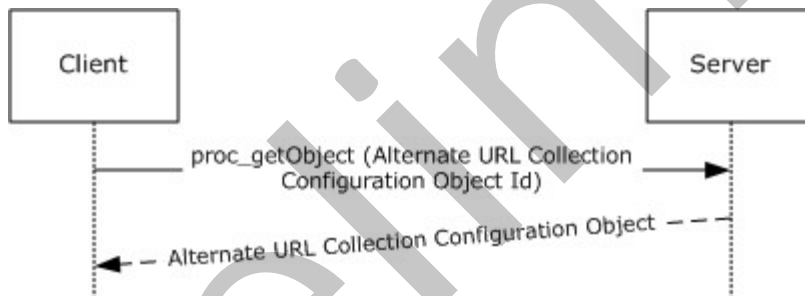 Client
Server
proc_getObject (Alternate URL Collection
Configuration Object Id)
Alternate URL Collection Configuration Object